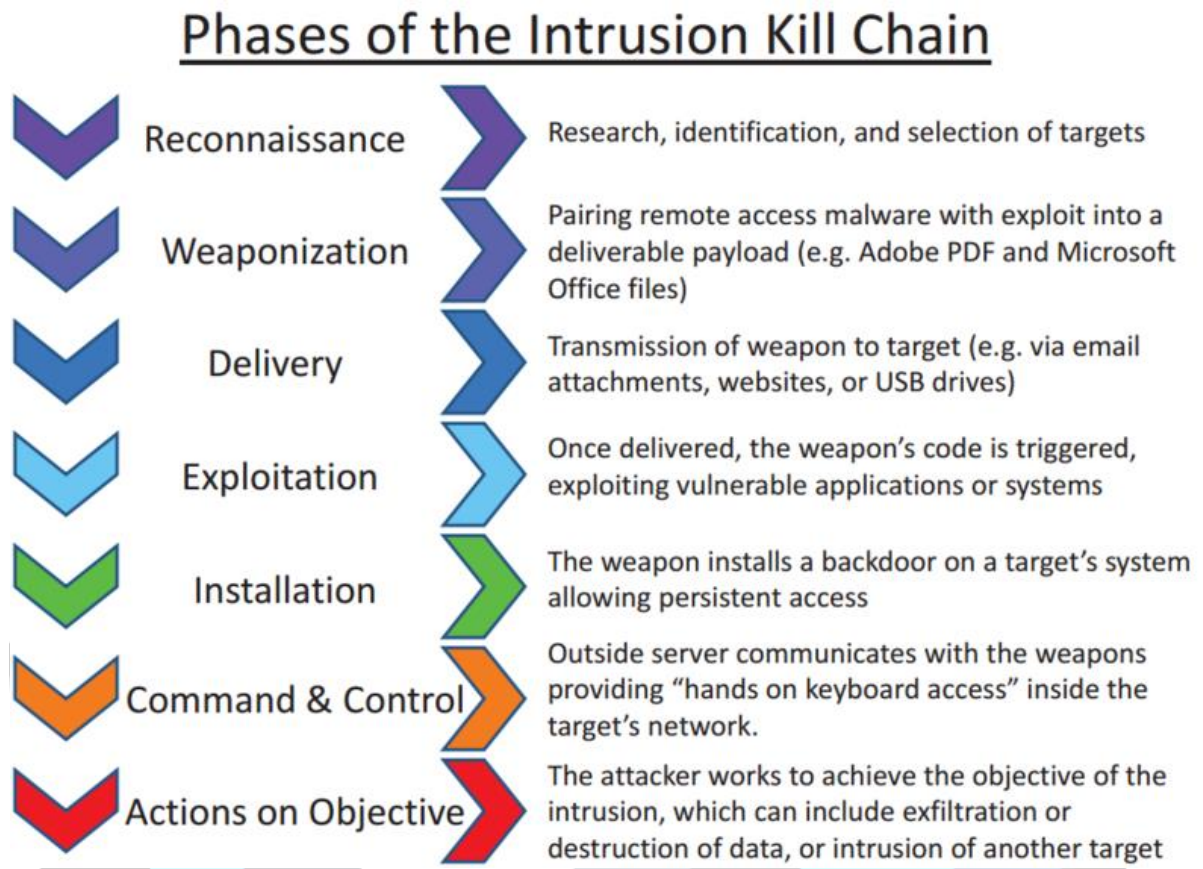 Phases of the Intrusion Kill Chain
Reconnaissance
Research, identification, and selection of targets
Weaponization
Pairing remote access malware with exploit into a
deliverable payload (e.g. Adobe PDF and Microsoft
Office files)
Delivery
Transmission of weapon to target (e.g. via email
attachments, websites, or USB drives)
Exploitation
Once delivered, the weapon’s code is triggered,
exploiting vulnerable applications or systems
Installation
The weapon installs a backdoor on a target’s system
allowing persistent access
Command & Control
Outside server communicates with the weapons
providing “hands on keyboard access” inside the
target’s network.
Actions on Objective
The attacker works to achieve the objective of the
intrusion, which can include exfiltration or
destruction of data, or intrusion of another target